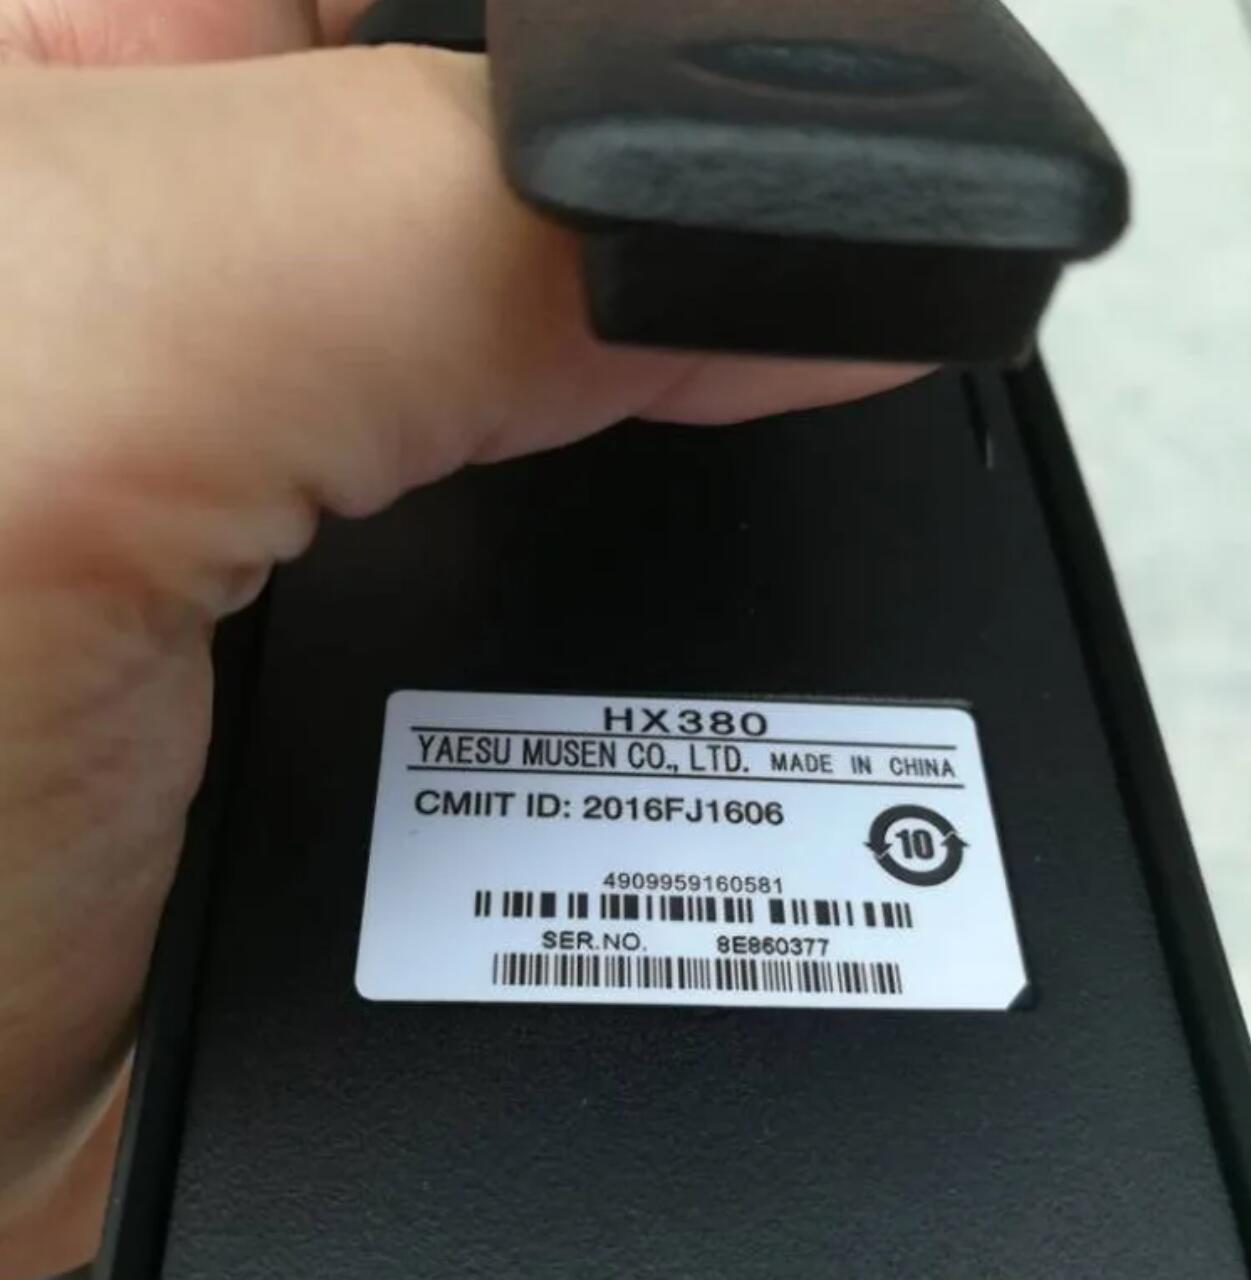 HX380
YAESU MUSEN CO., LTD. MADE IN CHINA
CMIIT ID: 2016FJ1606
10
4909959160581
SER.NO. 8E860377